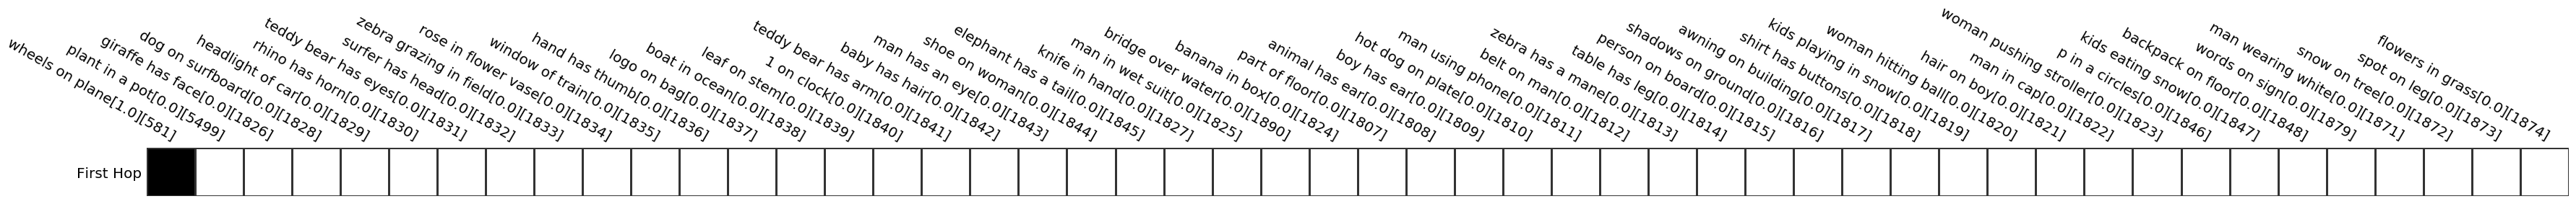 wheels on plane[1.0][581]
plant in a pot[0.0][5499]
giraffe has face[0.0][1826]
dog on surfboard[0.0][1828]
headlight of car[0.0][1829]
rhino has horn[0.0][1830]
teddy bear has eyes[0.0][1831]
surfer has head[0.0][1832]
zebra grazing in field[0.0][1833]
rose in flower vase[0.0][1834]
window of train[0.0][1835]
hand has thumb[0.0][1836]
logo on bag[0.0][1837]
boat in ocean[0.0][1838]
leaf on stem[0.0][1839]
1 on clock[0.0][1840]
teddy bear has arm[0.0][1841]
baby has hair[0.0][1842]
man has an eye[0.0][1843]
shoe on woman[0.0][1844]
elephant has a tail[0.0][1845]
knife in hand[0.0][1827]
man in wet suit[0.0][1825]
bridge over water[0.0][1890]
banana in box[0.0][1824]
part of floor[0.0][1807]
animal has ear[0.0][1808]
boy has ear[0.0][1809]
hot dog on plate[0.0][1810]
man using phone[0.0][1811]
belt on man[0.0][1812]
zebra has a mane[0.0][1813]
table has leg[0.0][1814]
person on board[0.0][1815]
shadows on ground[0.0][1816]
awning on building[0.0][1817]
shirt has buttons[0.0][1818]
kids playing in snow[0.0][1819]
woman hitting ball[0.0][1820]
hair on boy[0.0][1821]
man in cap[0.0][1822]
woman pushing stroller[0.0][1823]
p in a circles[0.0][1846]
kids eating snow[0.0][1847]
backpack on floor[0.0][1848]
words on sign[0.0][1879]
man wearing white[0.0][1871]
snow on tree[0.0][1872]
spot on leg[0.0][1873]
flowers in grass[0.0][1874]
First Hop